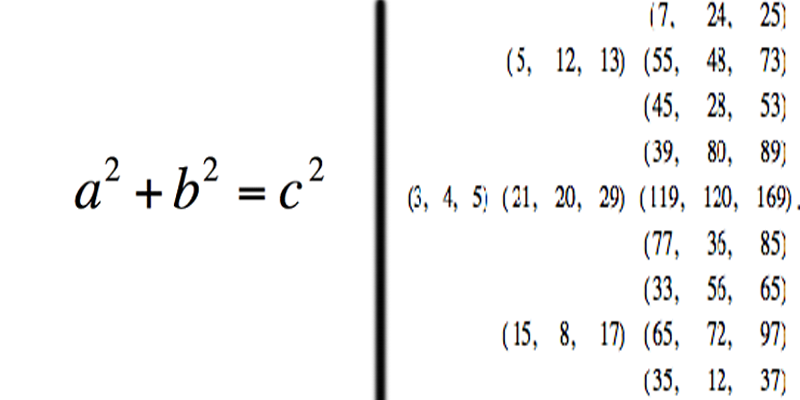 a² + b² = c²
(7, 24, 25)
(5, 12, 13) (55, 48, 73)
(45, 28, 53)
(39, 80, 89)
(3, 4, 5) (21, 20, 29) (119, 120, 169).
(77, 36, 85)
(33, 56, 65)
(15, 8, 17) (65, 72, 97)
(35, 12, 37)